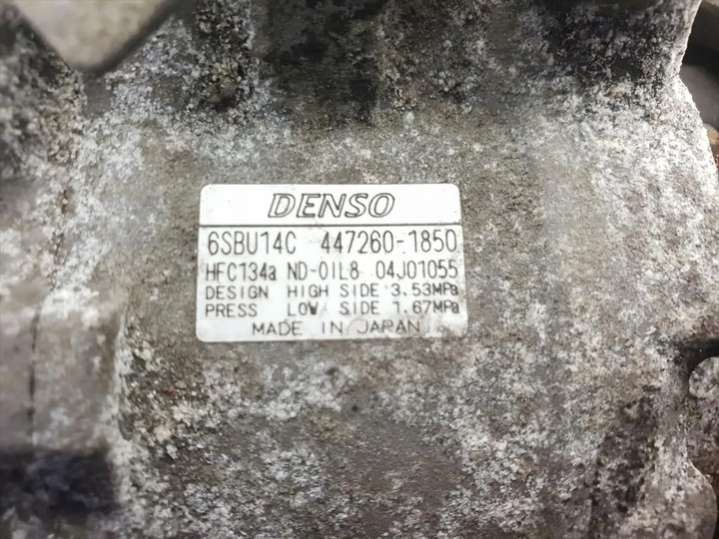 DENSO
6SBU14C 447260-1850
HFC134a ND-OIL8 04J01055
DESIGN HIGH SIDE 3.53MPa
PRESS LOW SIDE 1.67MPa
MADE IN JAPAN